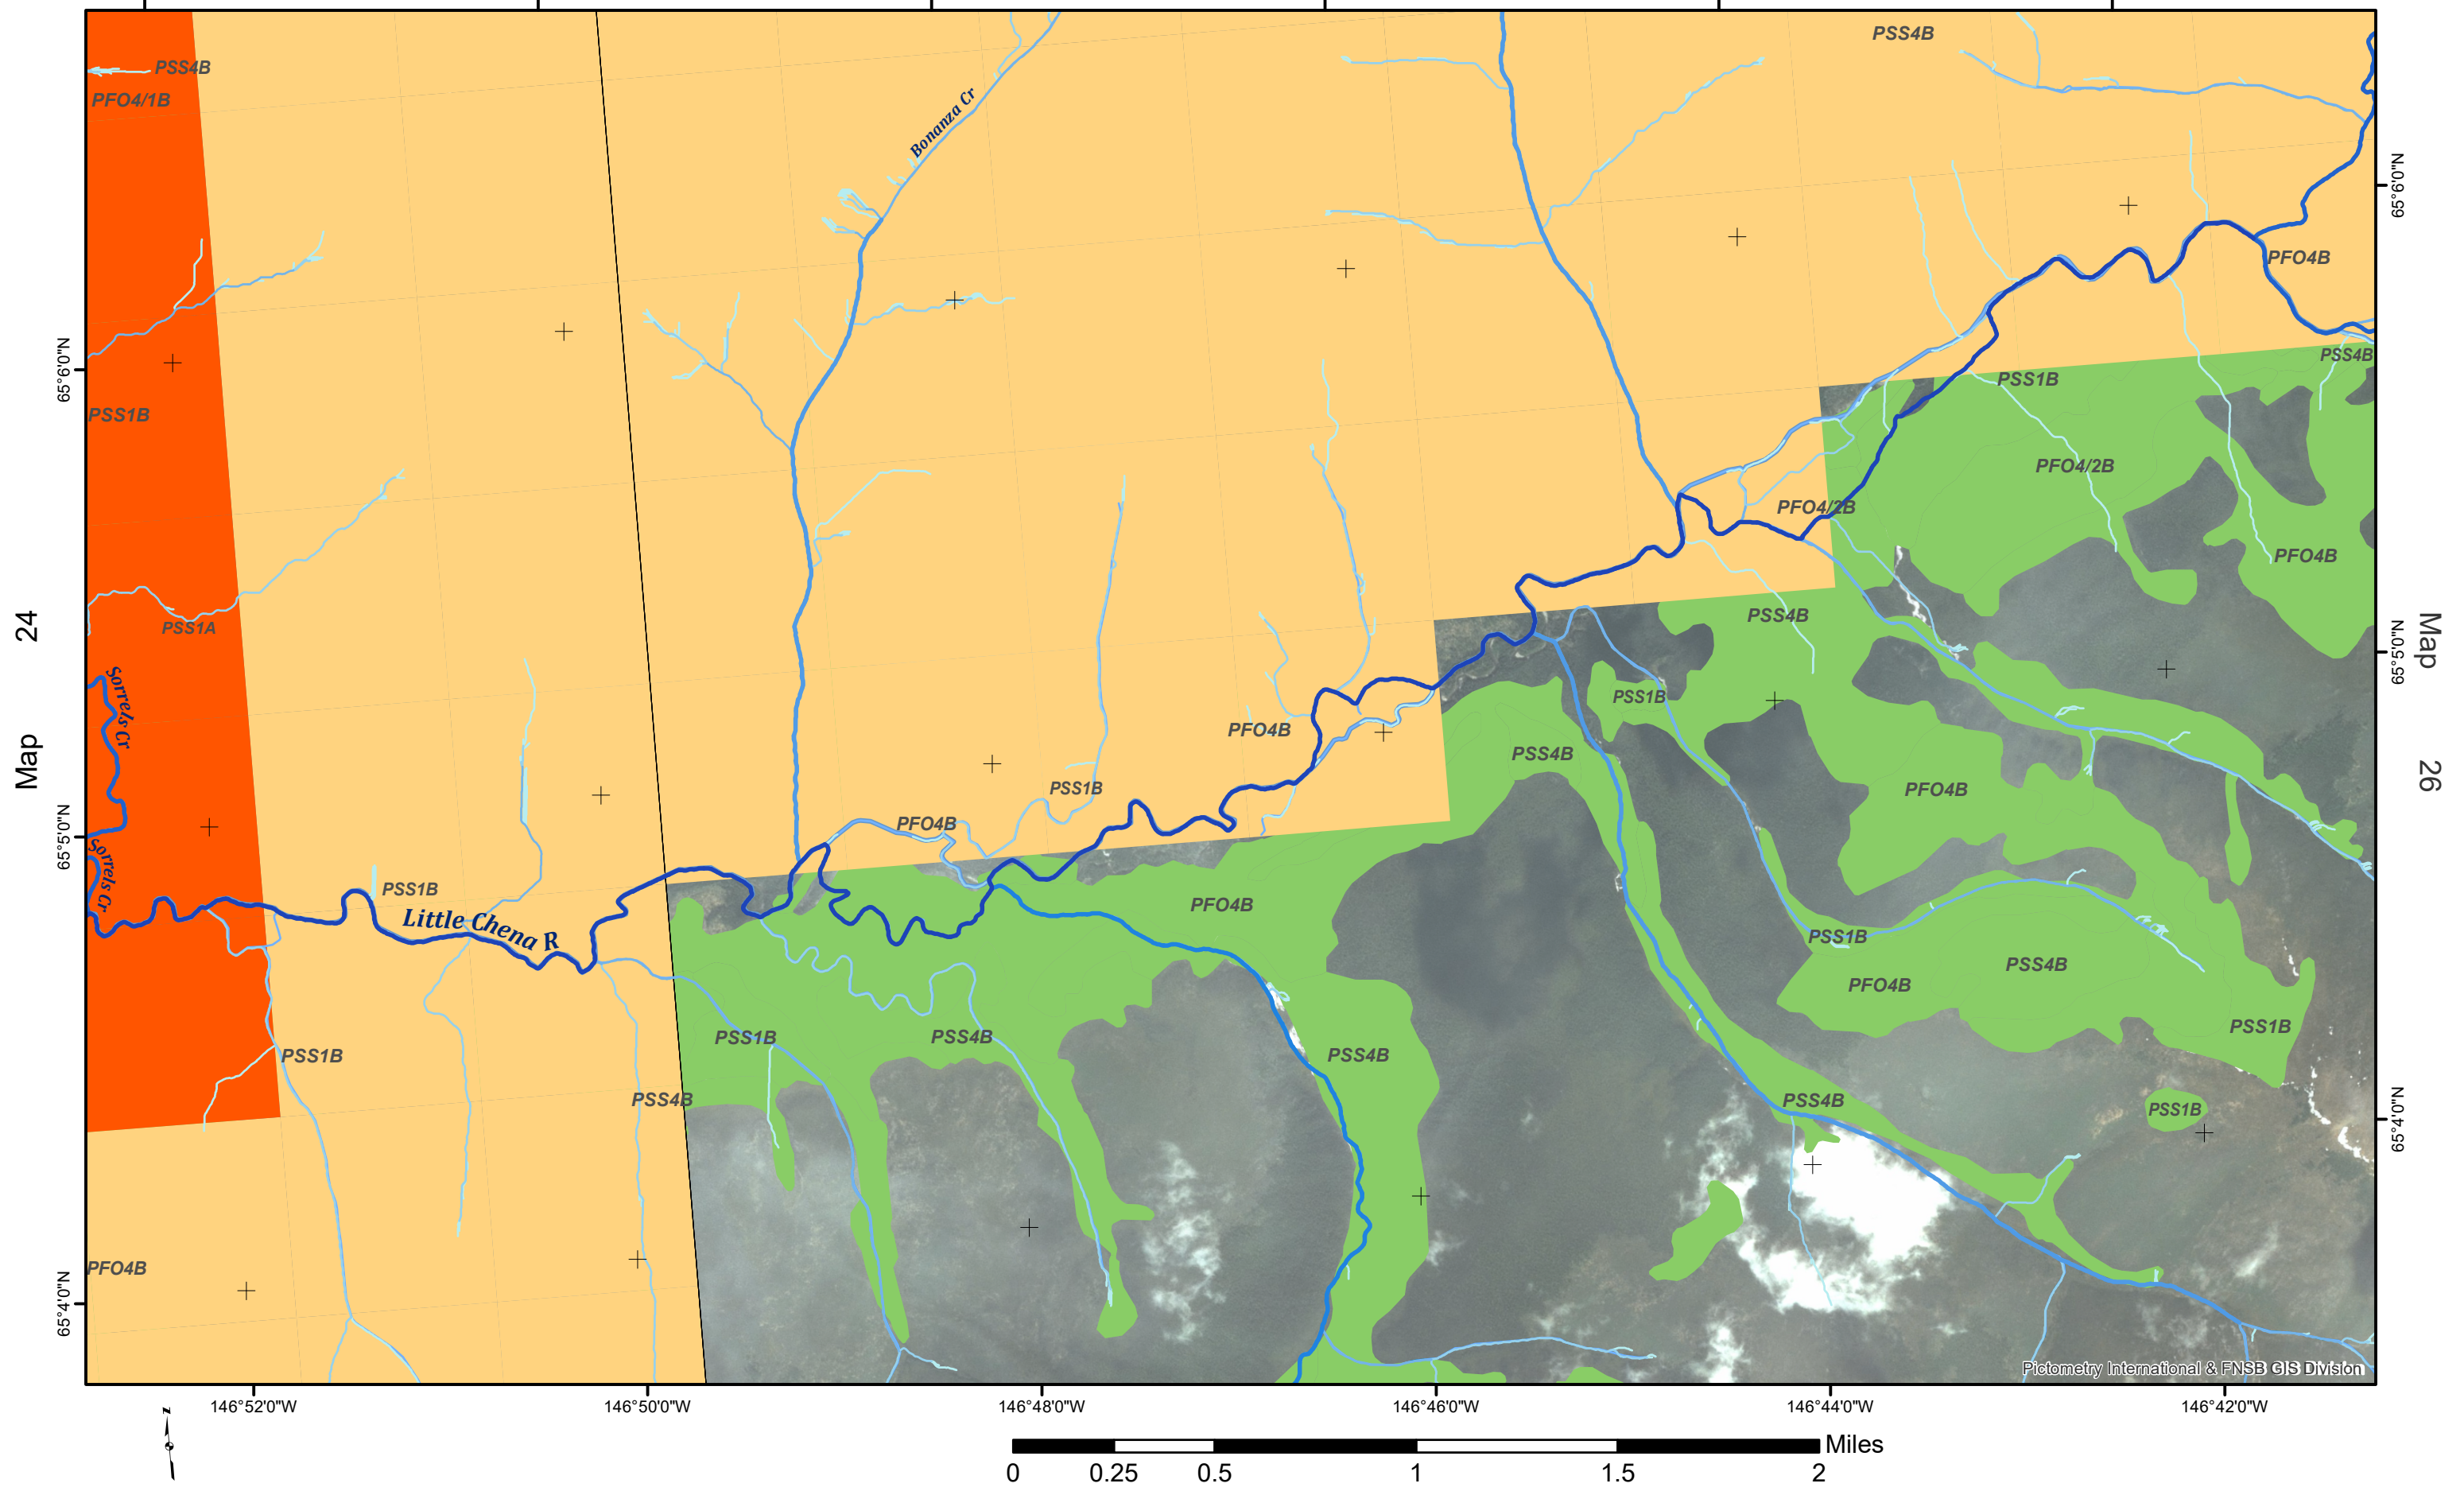 PSS4B
PSS4B
PFO4/1B
Bonanza Cr
65°6'0"N
PFO4B
65°6'0"N
PSS4B
PSS1B
PSS1B
PFO4/2B
PFO4/2B
PFO4B
PSS4B
PSS1A
Map 24
Map 26
65°5'0"N
Sorrels Cr
PSS1B
PFO4B
PSS4B
PSS1B
PFO4B
PFO4B
65°5'0"N
Sorrels Cr
PSS1B
Little Chena R
PFO4B
PSS1B
PSS4B
PFO4B
PSS1B
PSS4B
PSS1B
PSS4B
PSS1B
PSS4B
PSS4B
PSS1B
65°4'0"N
PFO4B
65°4'0"N
Pictometry International & FNSB GIS Division
146°52'0"W
146°50'0"W
146°48'0"W
146°46'0"W
146°44'0"W
146°42'0"W
z
Miles
0
0.25
0.5
1
1.5
2